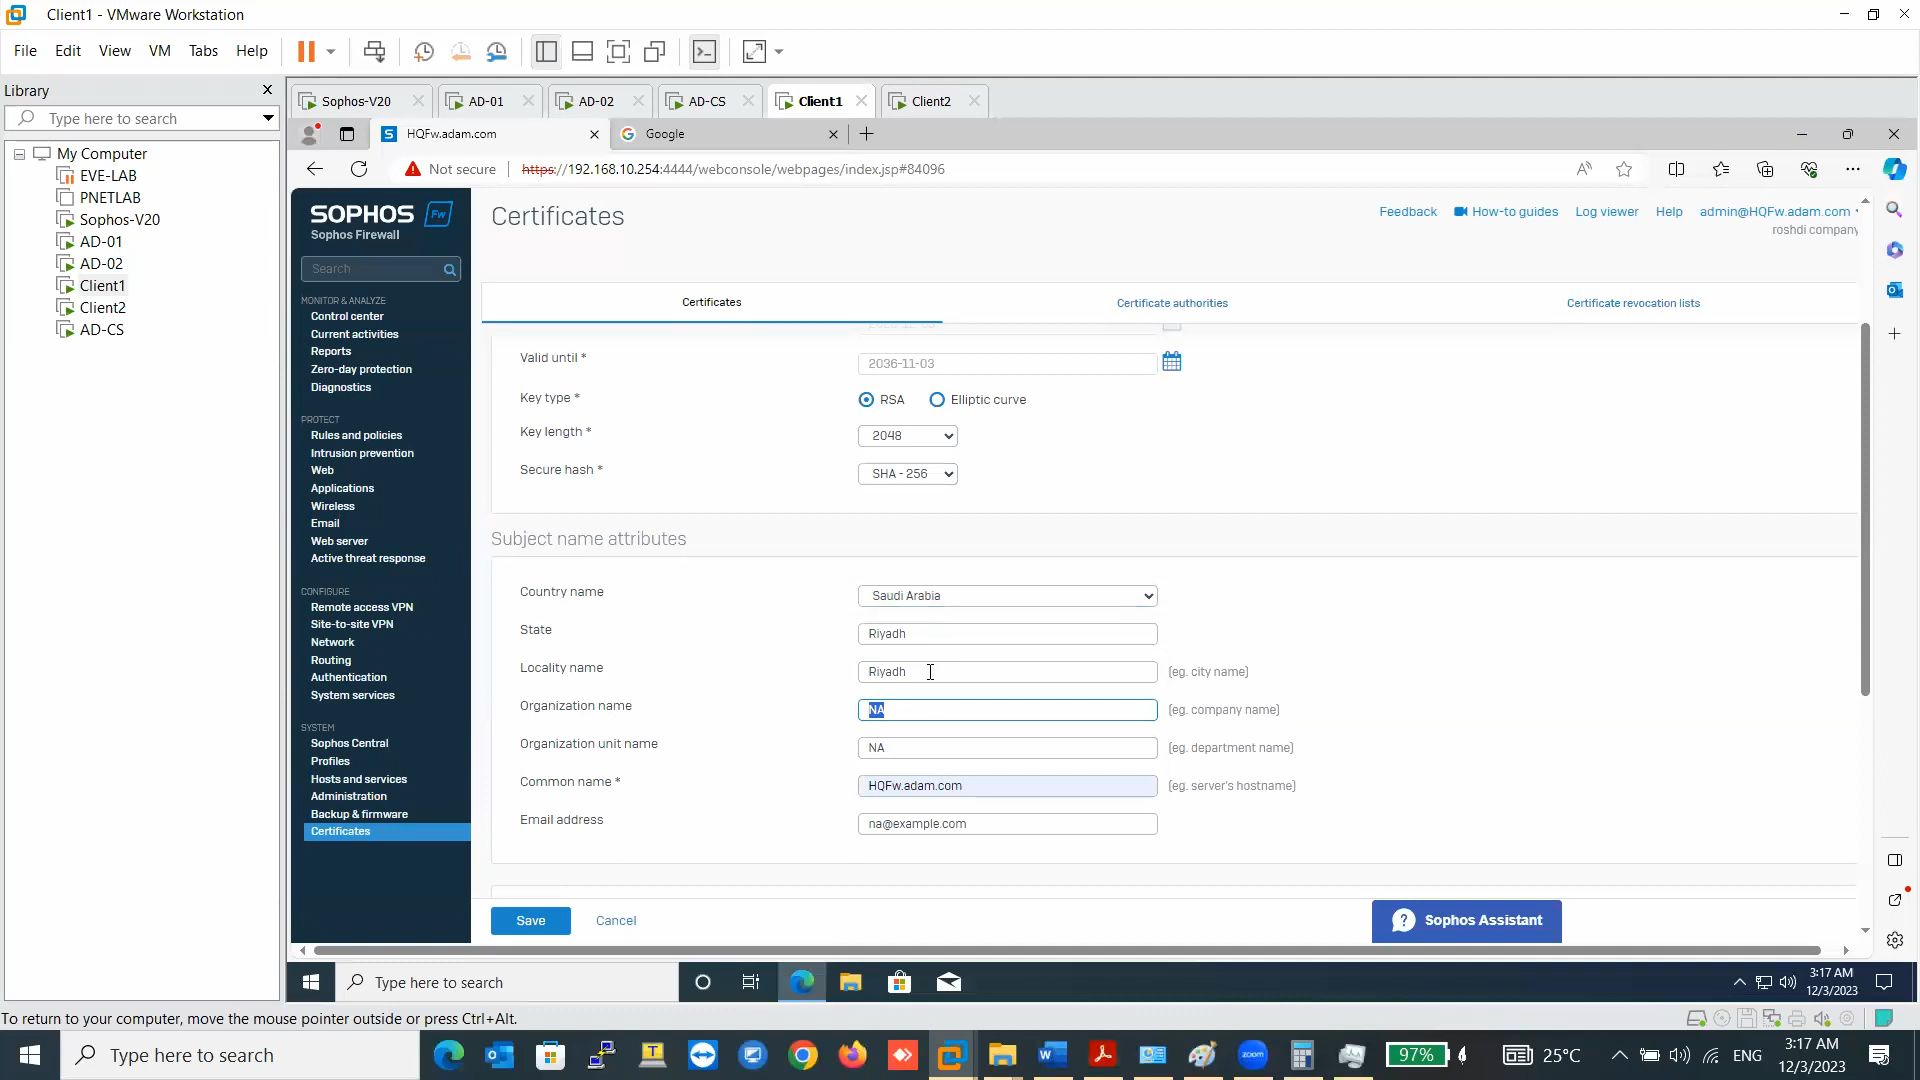 Client1 - VMware Workstation
File Edit View VM Tabs Help
Library
Type here to search
My Computer
EVE-LAB
PNETLAB
Sophos-V20
AD-01
AD-02
Client1
Client2
AD-CS
Sophos-V20 AD-01 AD-02 AD-CS Client1 Client2
HQFw.adam.com Google
Not secure https://192.168.10.254:4444/webconsole/webpages/index.jsp#84096
SOPHOS Fw
Sophos Firewall
Search
MONITOR & ANALYZE
Control center
Current activities
Reports
Zero-day protection
Diagnostics
PROTECT
Rules and policies
Intrusion prevention
Web
Applications
Wireless
Email
Web server
Active threat response
CONFIGURE
Remote access VPN
Site-to-site VPN
Network
Routing
Authentication
System services
SYSTEM
Sophos Central
Profiles
Hosts and services
Administration
Backup & firmware
Certificates
Certificates
Feedback How-to guides Log viewer Help admin@HQFw.adam.com
roshdi company
Certificates Certificate authorities Certificate revocation lists
Valid until * 2036-11-03
Key type * RSA Elliptic curve
Key length * 2048
Secure hash * SHA - 256
Subject name attributes
Country name Saudi Arabia
State Riyadh
Locality name Riyadh (eg. city name)
Organization name NA (eg. company name)
Organization unit name NA (eg. department name)
Common name * HQFw.adam.com (eg. server's hostname)
Email address na@example.com
Save Cancel
? Sophos Assistant
Type here to search
3:17 AM
12/3/2023
To return to your computer, move the mouse pointer outside or press Ctrl+Alt.
Type here to search
zoom
97%
25°C
ENG
3:17 AM
12/3/2023